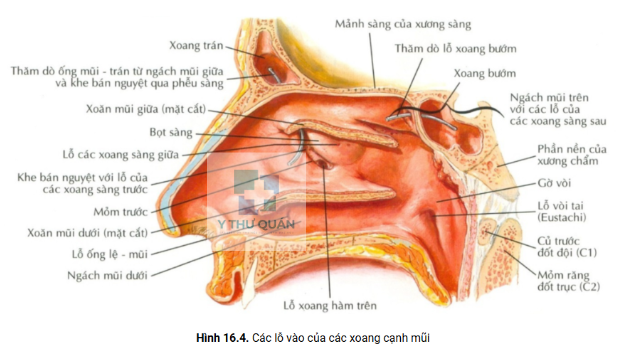 Mảnh sàng của xương sàng
Xoang trán
Thăm dò lỗ xoang bướm
Thăm dò ống mũi - trán từ ngách mũi giữa
và khe bán nguyệt qua phễu sàng
Xoang bướm
Ngách mũi trên
với các lỗ của
các xoang sàng sau
Xoăn mũi giữa (mặt cắt)
Bọt sàng
Lỗ các xoang sàng giữa
Phần nền của
xương chẩm
Khe bán nguyệt với lỗ của
các xoang sàng trước
Gờ vòi
Mỏm trước
Lỗ vòi tai
(Eustachi)
Y THƯ QUÁN
Xoăn mũi dưới (mặt cắt)
Củ trước
đốt đội (C1)
Lỗ ống lệ - mũi
Ngách mũi dưới
Mỏm răng
đốt trục (C2)
Lỗ xoang hàm trên
Hình 16.4. Các lỗ vào của các xoang cạnh mũi